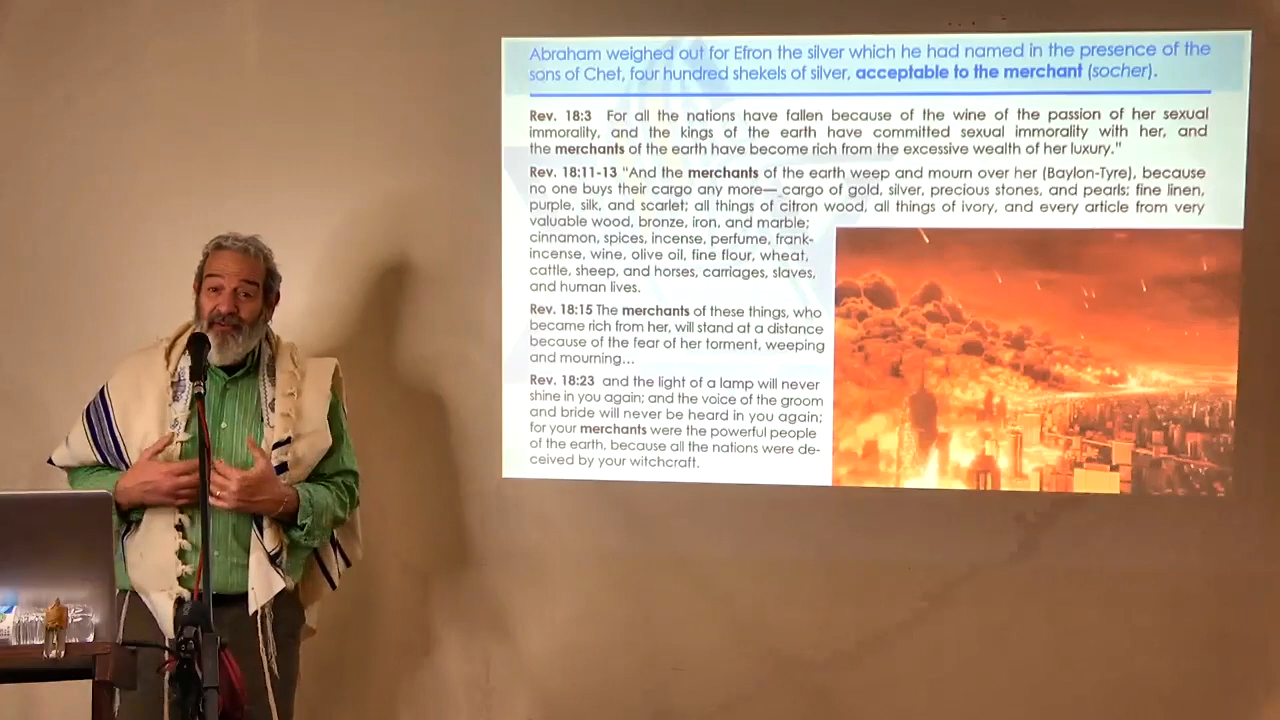 Abraham weighed out for Efron the silver which he had named in the presence of the
sons of Chet, four hundred shekels of silver, acceptable to the merchant (socher).
Rev. 18:3 For all the nations have fallen because of the wine of the passion of her sexual
immorality, and the kings of the earth have committed sexual immorality with her, and
the merchants of the earth have become rich from the excessive wealth of her luxury."
Rev. 18:11-13 "And the merchants of the earth weep and mourn over her (Baylon-Tyre), because
no one buys their cargo any more— cargo of gold, silver, precious stones, and pearls; fine linen,
purple, silk, and scarlet; all things of citron wood, all things of ivory, and every article from very
valuable wood, bronze, iron, and marble;
cinnamon, spices, incense, perfume, frank-
incense, wine, olive oil, fine flour, wheat,
cattle, sheep, and horses, carriages, slaves,
and human lives.
Rev. 18:15 The merchants of these things, who
became rich from her, will stand at a distance
because of the fear of her torment, weeping
and mourning...
Rev. 18:23 and the light of a lamp will never
shine in you again; and the voice of the groom
and bride will never be heard in you again;
for your merchants were the powerful people
of the earth, because all the nations were de-
ceived by your witchcraft.